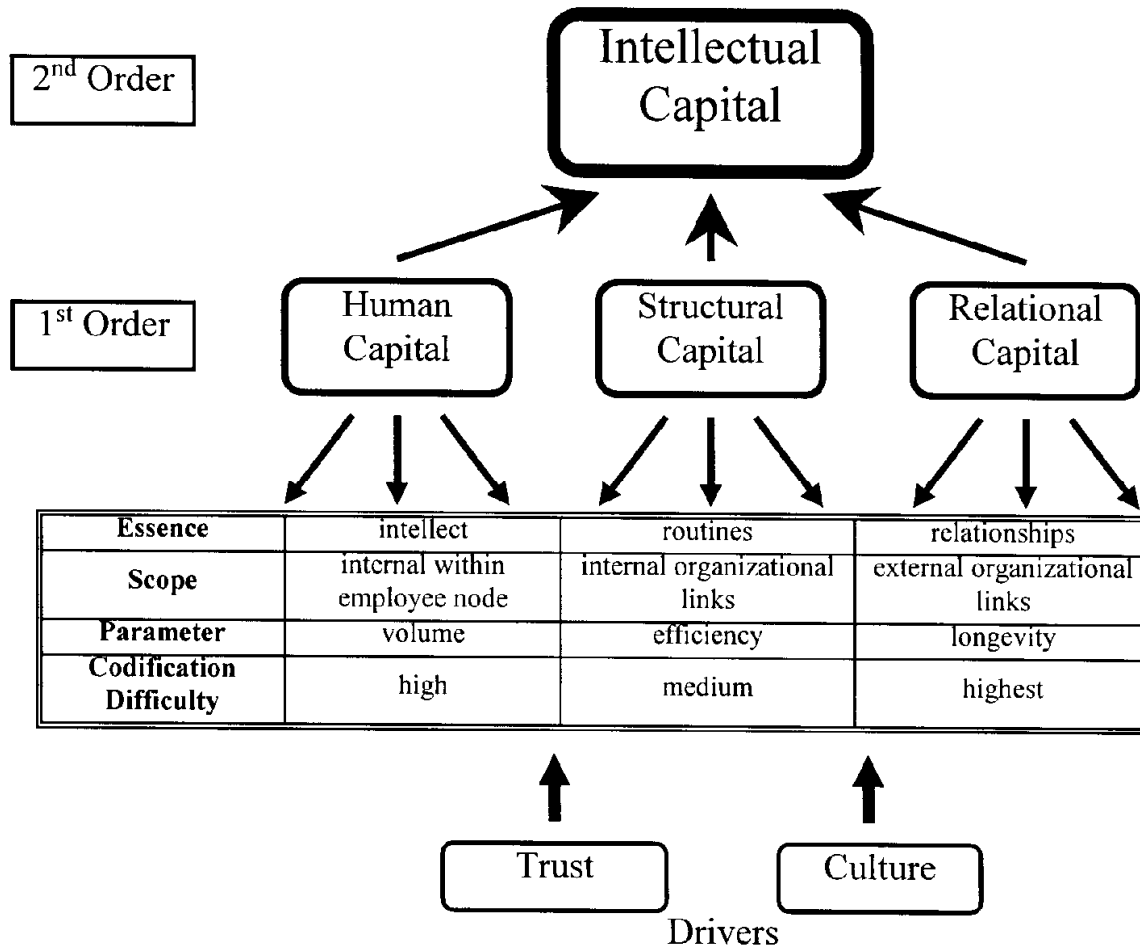 2nd Order
Intellectual
Capital
1st Order
Human
Capital
Structural
Capital
Relational
Capital
Essence intellect routines relationships
Scope internal within employee node internal organizational links external organizational links
Parameter volume efficiency longevity
Codification Difficulty high medium highest
Trust Culture
Drivers